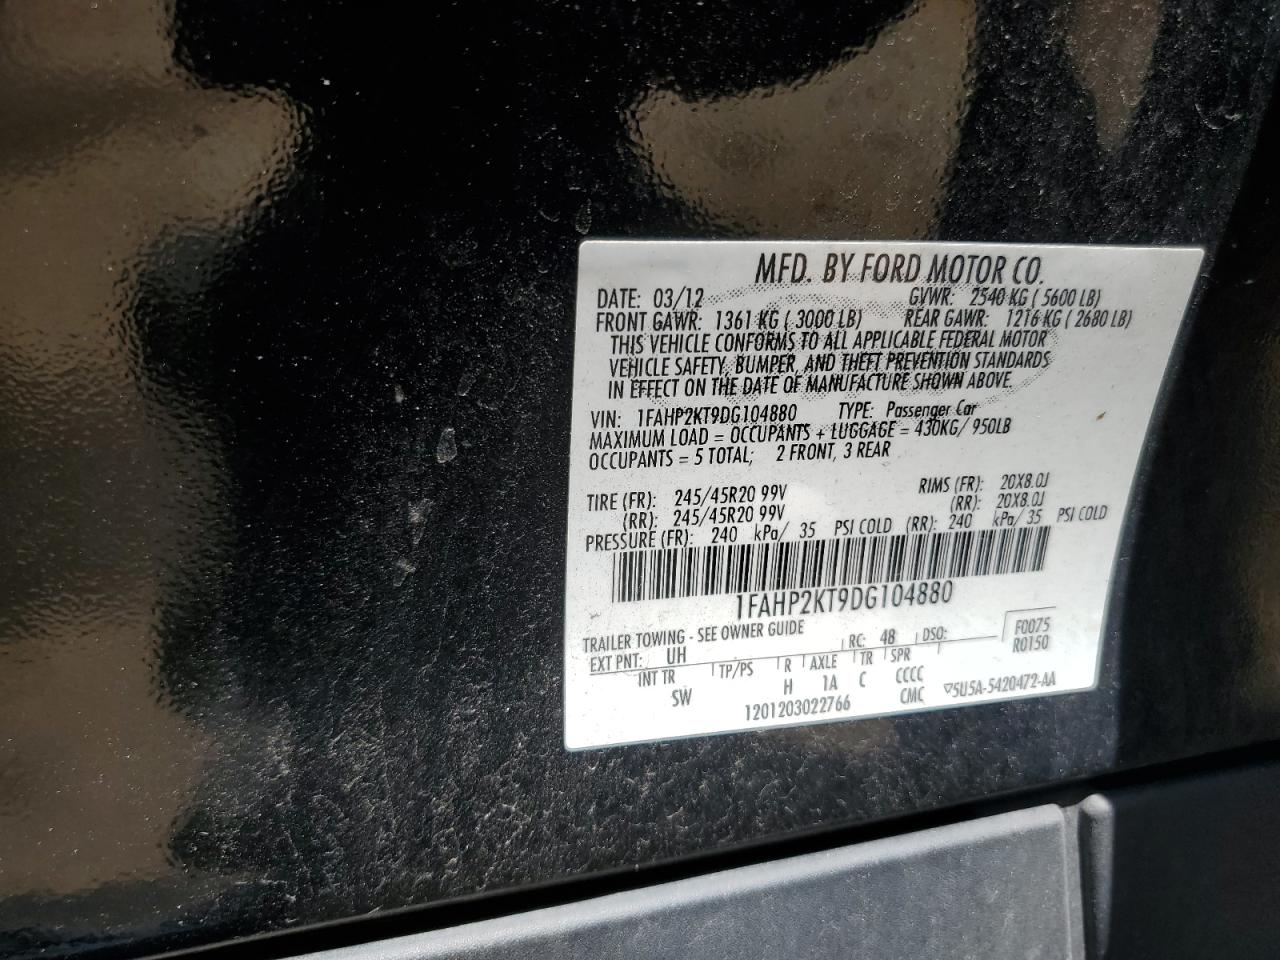 MFD. BY FORD MOTOR CO.
DATE: 03/12 GVWR: 2540 KG ( 5600 LB)
FRONT GAWR: 1361 KG ( 3000 LB) REAR GAWR: 1216 KG ( 2680 LB)
THIS VEHICLE CONFORMS TO ALL APPLICABLE FEDERAL MOTOR
VEHICLE SAFETY, BUMPER, AND THEFT PREVENTION STANDARDS
IN EFFECT ON THE DATE OF MANUFACTURE SHOWN ABOVE.
VIN: 1FAHP2KT9DG104880 TYPE: Passenger Car
MAXIMUM LOAD = OCCUPANTS + LUGGAGE = 430KG/ 950LB
OCCUPANTS = 5 TOTAL; 2 FRONT, 3 REAR
TIRE (FR): 245/45R20 99V RIMS (FR): 20X8.0J
(RR): 245/45R20 99V (RR): 20X8.0J
PRESSURE (FR): 240 kPa/ 35 PSI COLD (RR): 240 kPa/ 35 PSI COLD
1FAHP2KT9DG104880
TRAILER TOWING - SEE OWNER GUIDE
EXT PNT: UH RC: 48 DSO: F0075
R0150
INT TR TP/PS R AXLE TR SPR
SW H 1A C CCCC
1201203022766 CMC ▽5U5A-5420472-AA